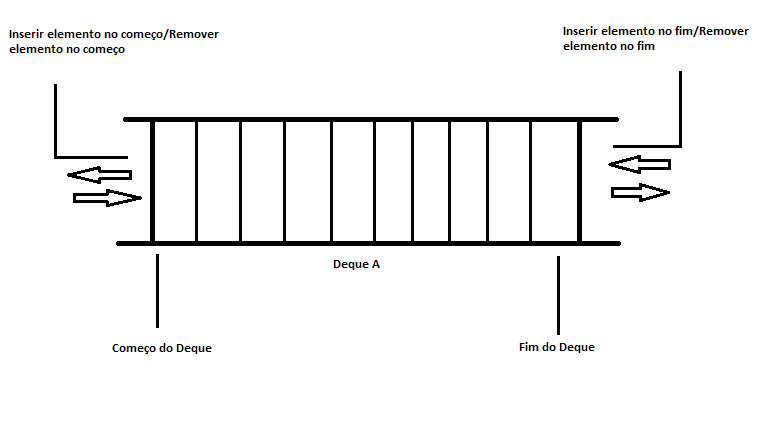 Inserir elemento no começo/Remover
elemento no começo
Inserir elemento no fim/Remover
elemento no fim
Deque A
Começo do Deque
Fim do Deque